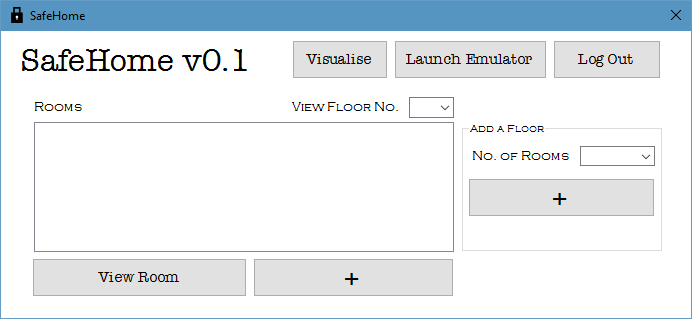 SafeHome
SafeHome v0.1
Visualise
Launch Emulator
Log Out
Rooms
View Floor No.
Add a Floor
No. of Rooms
+
View Room
+